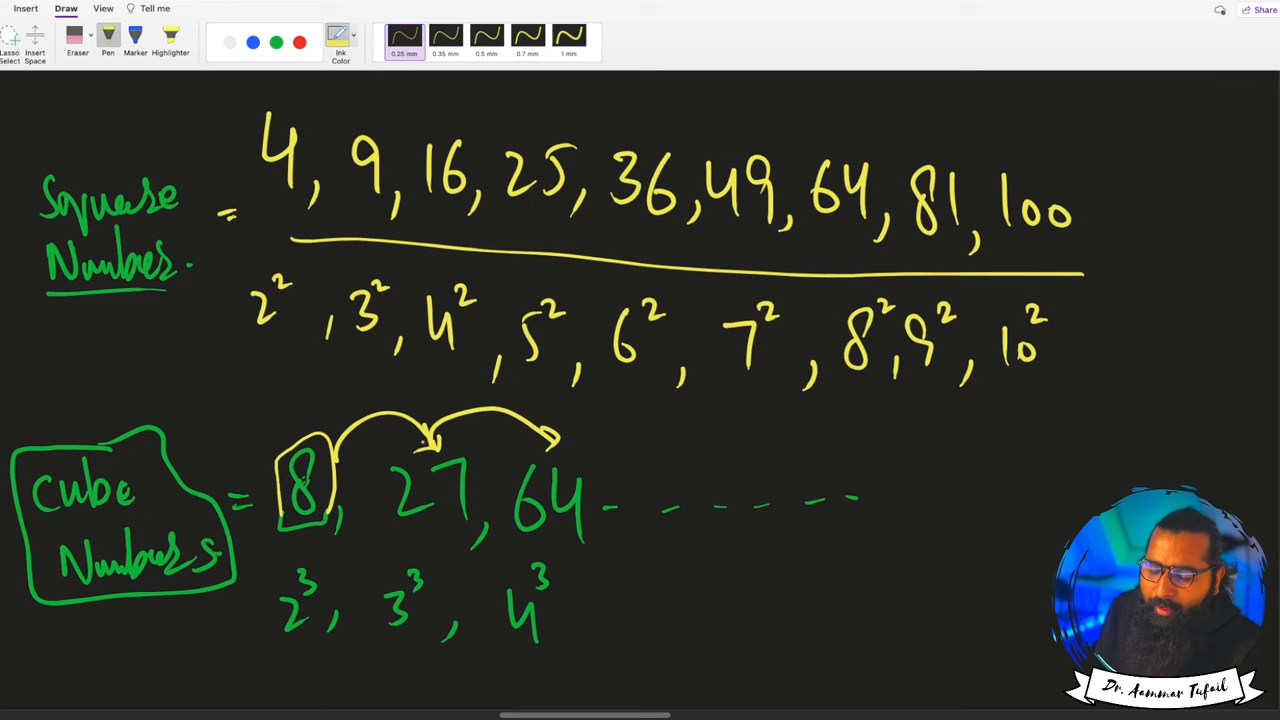 Insert Draw View Tell me Share
Lasso Select Insert Space Eraser Pen Marker Highlighter Ink Color 0.25 mm 0.35 mm 0.5 mm 0.7 mm 1 mm
Square Number. = 4, 9, 16, 25, 36, 49, 64, 81, 100
2², 3², 4², 5², 6², 7², 8², 9², 10²
Cube Numbers = 8, 27, 64 - - - - - -
2³, 3³, 4³
Dr. Aammar Tufail